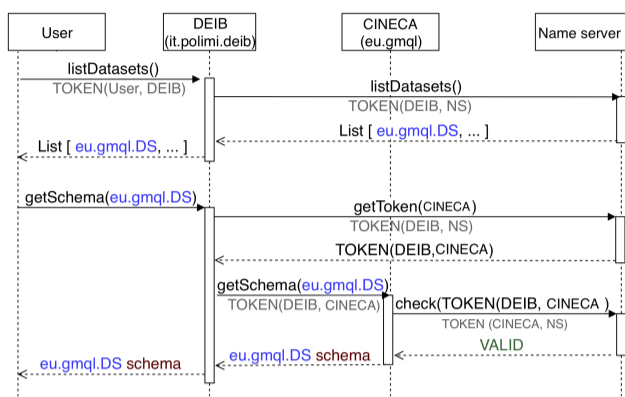 User
DEIB
(it.polimi.deib)
CINECA
(eu.gmql)
Name server
listDatasets()
TOKEN(User, DEIB)
listDatasets()
TOKEN(DEIB, NS)
List [ eu.gmql.DS, ... ]
List [ eu.gmql.DS, ... ]
getSchema(eu.gmql.DS)
getToken(CINECA)
TOKEN(DEIB, NS)
TOKEN(DEIB,CINECA)
getSchema(eu.gmql.DS)
TOKEN(DEIB, CINECA)
check(TOKEN(DEIB, CINECA )
TOKEN (CINECA, NS)
VALID
eu.gmql.DS schema
eu.gmql.DS schema